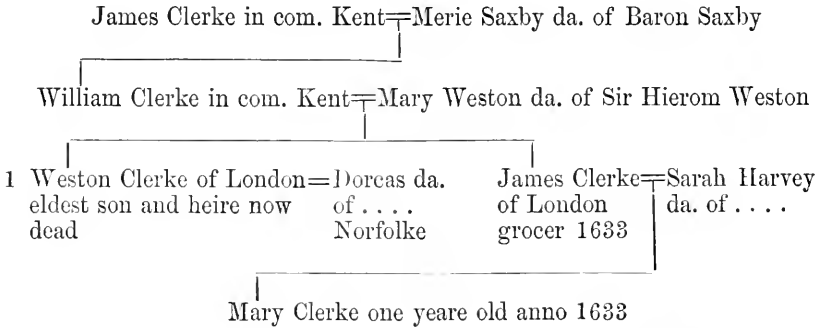 James Clerke in com. Kent=Merie Saxby da. of Baron Saxby
William Clerke in com. Kent=Mary Weston da. of Sir Hierom Weston
1 Weston Clerke of London=Dorcas da. James Clerke=Sarah Harvey
eldest son and heire now of .... of London da. of ....
dead Norfolke grocer 1633
Mary Clerke one yeare old anno 1633